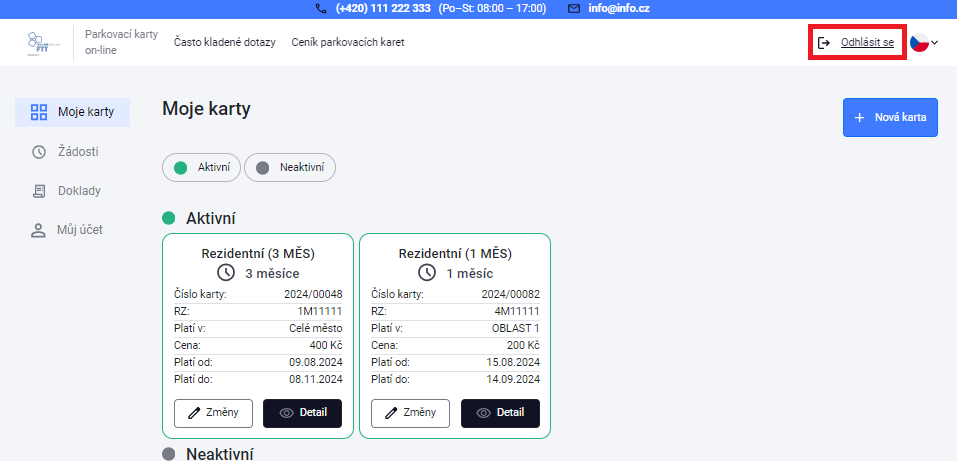 (+420) 111 222 333 (Po–St: 08:00 – 17:00) info@info.cz
Parkovací karty
on-line
Často kladené dotazy Ceník parkovacích karet Odhlásit se
FTT
Moje karty
Žádosti
Doklady
Můj účet
Moje karty
+ Nová karta
Aktivní Neaktivní
Aktivní
Rezidentní (3 MĚS)
3 měsíce
Číslo karty: 2024/00048
RZ: 1M11111
Platí v: Celé město
Cena: 400 Kč
Platí od: 09.08.2024
Platí do: 08.11.2024
Změny Detail
Rezidentní (1 MĚS)
1 měsíc
Číslo karty: 2024/00082
RZ: 4M11111
Platí v: OBLAST 1
Cena: 200 Kč
Platí od: 15.08.2024
Platí do: 14.09.2024
Změny Detail
Neaktivní